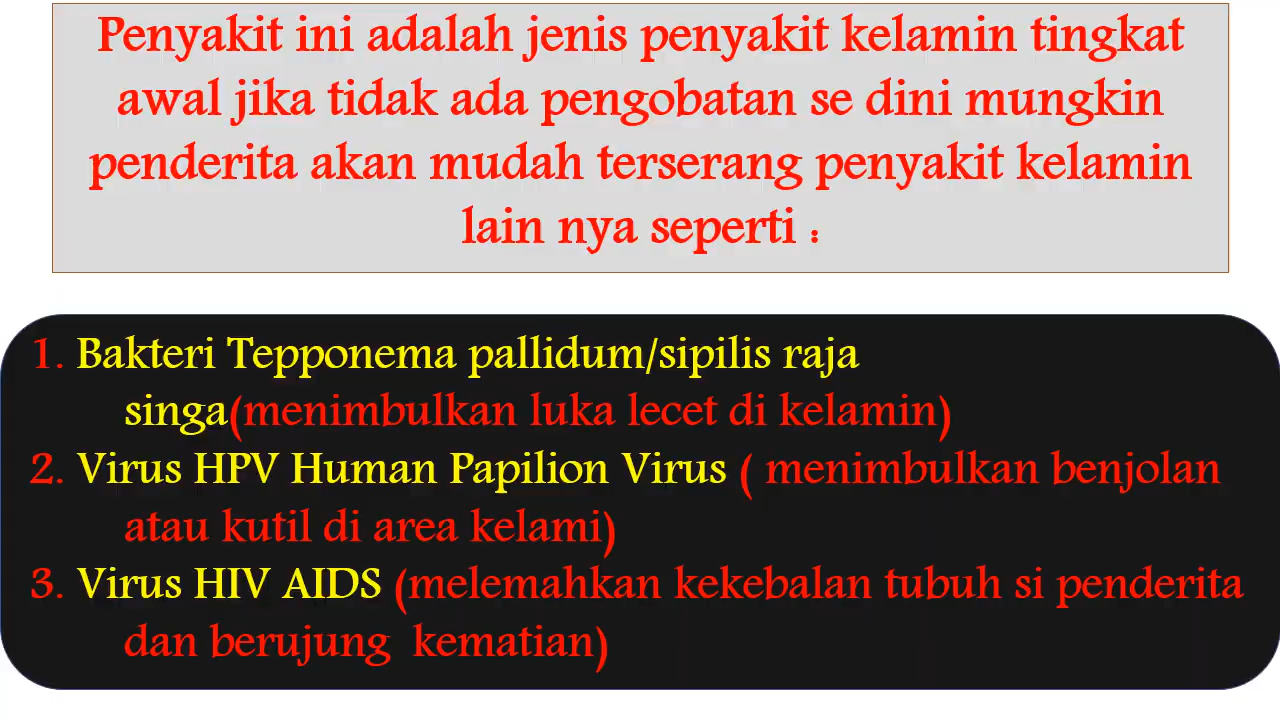 Penyakit ini adalah jenis penyakit kelamin tingkat
awal jika tidak ada pengobatan se dini mungkin
penderita akan mudah terserang penyakit kelamin
lain nya seperti :
1. Bakteri Tepponema pallidum/sipilis raja
singa(menimbulkan luka lecet di kelamin)
2. Virus HPV Human Papilion Virus ( menimbulkan benjolan
atau kutil di area kelami)
3. Virus HIV AIDS (melemahkan kekebalan tubuh si penderita
dan berujung kematian)